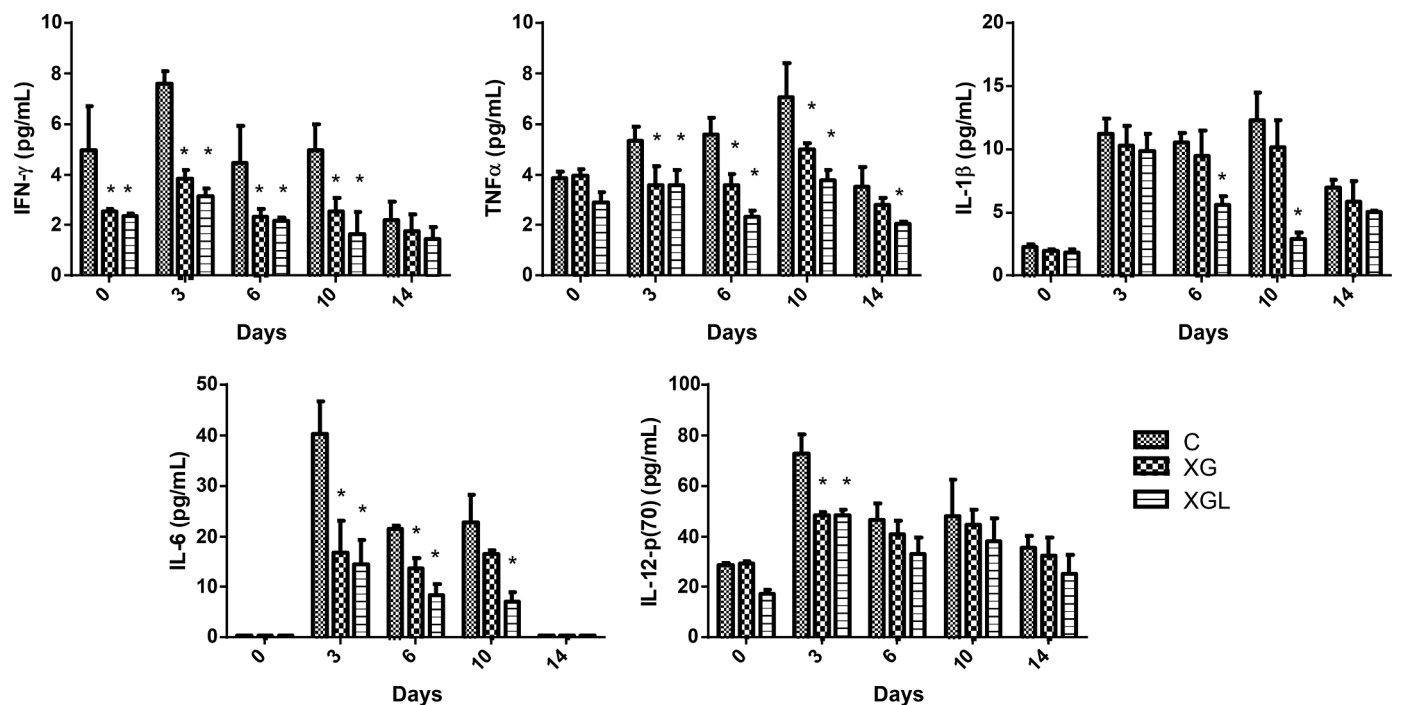 IFN-γ (pg/mL)
10
8
6
4
2
0
* *
* *
* *
* *
0 3 6 10 14
Days
TNFα (pg/mL)
10
8
6
4
2
0
* *
* *
* *
*
0 3 6 10 14
Days
IL-1β (pg/mL)
20
15
10
5
0
*
*
0 3 6 10 14
Days
IL-6 (pg/mL)
50
40
30
20
10
0
* *
* *
*
0 3 6 10 14
Days
IL-12-p(70) (pg/mL)
100
80
60
40
20
0
* *
0 3 6 10 14
Days
C
XG
XGL